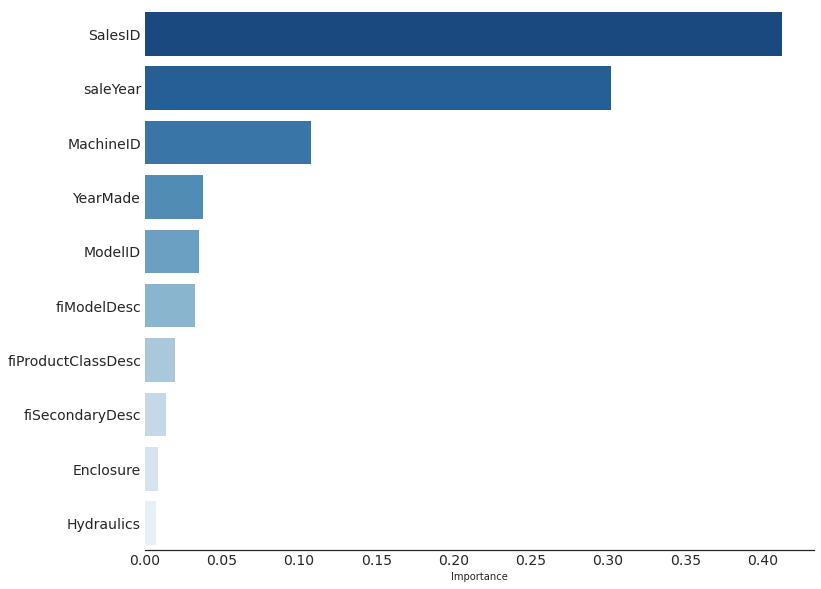 SalesID
saleYear
MachineID
YearMade
ModelID
fiModelDesc
fiProductClassDesc
fiSecondaryDesc
Enclosure
Hydraulics
0.00 0.05 0.10 0.15 0.20 0.25 0.30 0.35 0.40
Importance